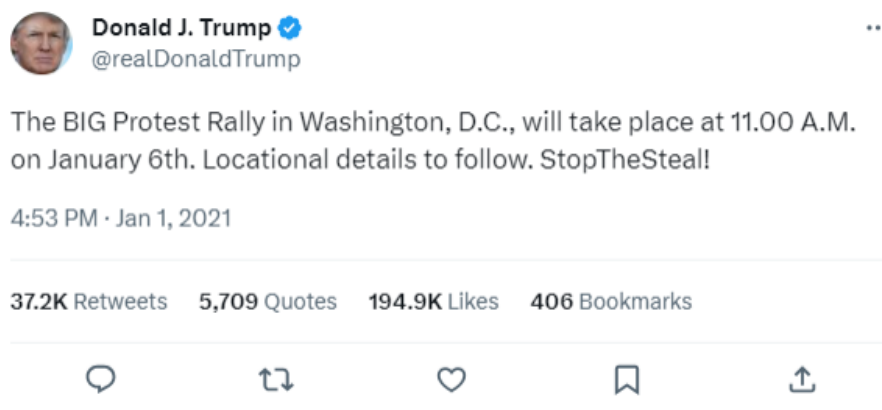 Donald J. Trump
@realDonaldTrump
The BIG Protest Rally in Washington, D.C., will take place at 11.00 A.M.
on January 6th. Locational details to follow. StopTheSteal!
4:53 PM · Jan 1, 2021
37.2K Retweets 5,709 Quotes 194.9K Likes 406 Bookmarks